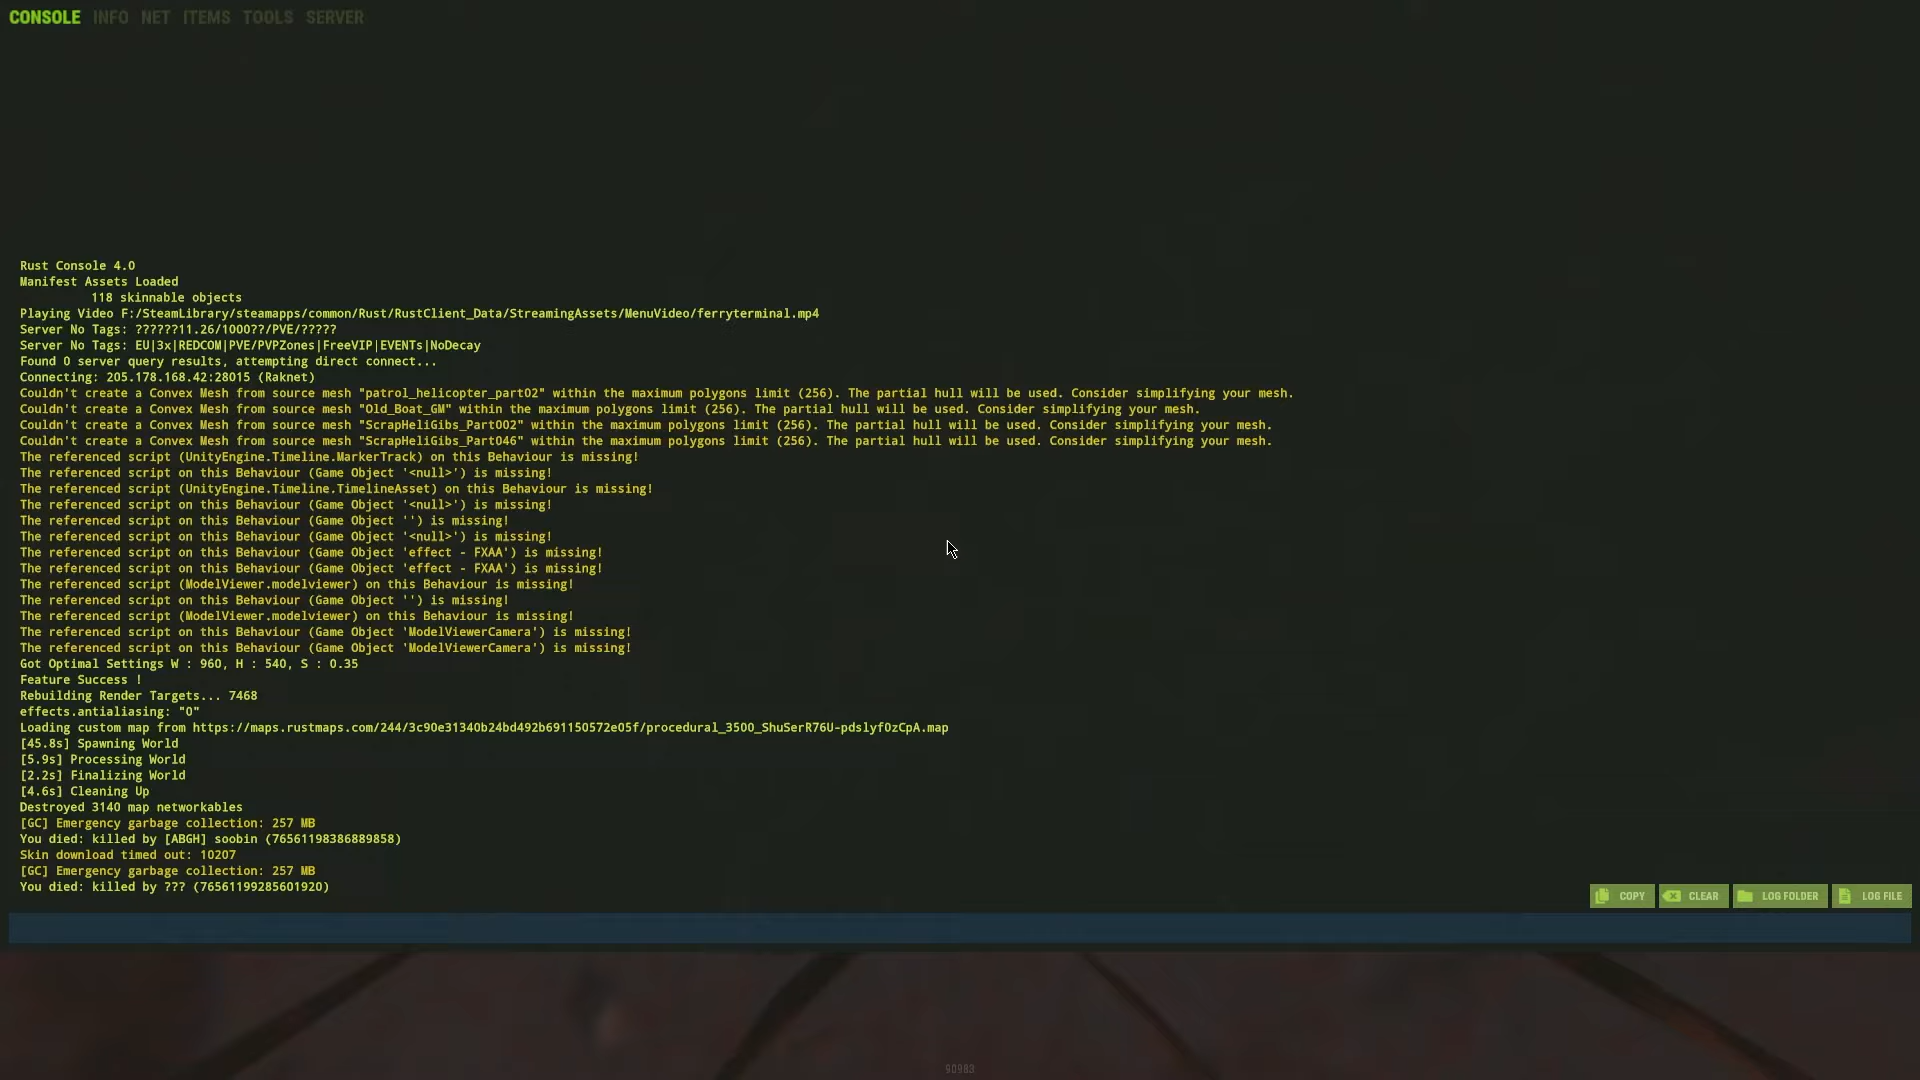 CONSOLE INFO NET ITEMS TOOLS SERVER
Rust Console 4.0
Manifest Assets Loaded
118 skinnable objects
Playing Video F:/SteamLibrary/steamapps/common/Rust/RustClient_Data/StreamingAssets/MenuVideo/ferryterminal.mp4
Server No Tags: ??????11.26/1000??/PVE/?????
Server No Tags: EU|3x|REDCOM|PVE/PVPZones|FreeVIP|EVENTs|NoDecay
Found 0 server query results, attempting direct connect...
Connecting: 205.178.168.42:28015 (Raknet)
Couldn't create a Convex Mesh from source mesh "patrol_helicopter_part02" within the maximum polygons limit (256). The partial hull will be used. Consider simplifying your mesh.
Couldn't create a Convex Mesh from source mesh "Old_Boat_GM" within the maximum polygons limit (256). The partial hull will be used. Consider simplifying your mesh.
Couldn't create a Convex Mesh from source mesh "ScrapHeliGibs_Part002" within the maximum polygons limit (256). The partial hull will be used. Consider simplifying your mesh.
Couldn't create a Convex Mesh from source mesh "ScrapHeliGibs_Part046" within the maximum polygons limit (256). The partial hull will be used. Consider simplifying your mesh.
The referenced script (UnityEngine.Timeline.MarkerTrack) on this Behaviour is missing!
The referenced script on this Behaviour (Game Object '<null>') is missing!
The referenced script (UnityEngine.Timeline.TimelineAsset) on this Behaviour is missing!
The referenced script on this Behaviour (Game Object '<null>') is missing!
The referenced script on this Behaviour (Game Object '') is missing!
The referenced script on this Behaviour (Game Object '<null>') is missing!
The referenced script on this Behaviour (Game Object 'effect - FXAA') is missing!
The referenced script on this Behaviour (Game Object 'effect - FXAA') is missing!
The referenced script (ModelViewer.modelviewer) on this Behaviour is missing!
The referenced script on this Behaviour (Game Object '') is missing!
The referenced script (ModelViewer.modelviewer) on this Behaviour is missing!
The referenced script on this Behaviour (Game Object 'ModelViewerCamera') is missing!
The referenced script on this Behaviour (Game Object 'ModelViewerCamera') is missing!
Got Optimal Settings W : 960, H : 540, S : 0.35
Feature Success !
Rebuilding Render Targets... 7468
effects.antialiasing: "0"
Loading custom map from https://maps.rustmaps.com/244/3c90e31340b24bd492b691150572e05f/procedural_3500_ShuSerR76U-pdslyf0zCpA.map
[45.8s] Spawning World
[5.9s] Processing World
[2.2s] Finalizing World
[4.6s] Cleaning Up
Destroyed 3140 map networkables
[GC] Emergency garbage collection: 257 MB
You died: killed by [ABGH] soobin (76561198386889858)
Skin download timed out: 10207
[GC] Emergency garbage collection: 257 MB
You died: killed by ??? (76561199285601920)
COPY CLEAR LOG FOLDER LOG FILE
90983